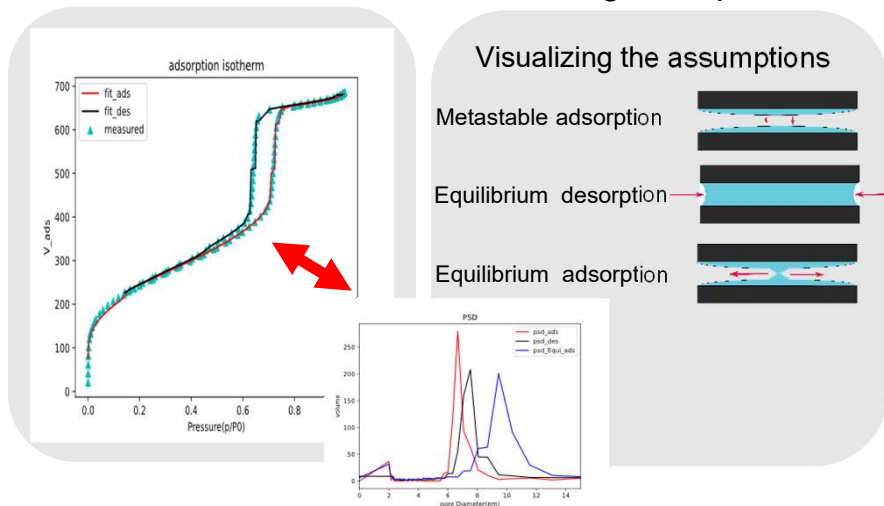 adsorption isotherm
700
600
500
400
300
200
100
0
V_ads
fit_ads
fit_des
measured
0.0 0.2 0.4 0.6 0.8
Pressure(p/P0)
Visualizing the assumptions
Metastable adsorption
Equilibrium desorption
Equilibrium adsorption
PSD
250
200
150
100
50
0
volume
psd_ads
psd_des
psd_Equi_ads
0 2 4 6 8 10 12 14
pore Diameter(nm)